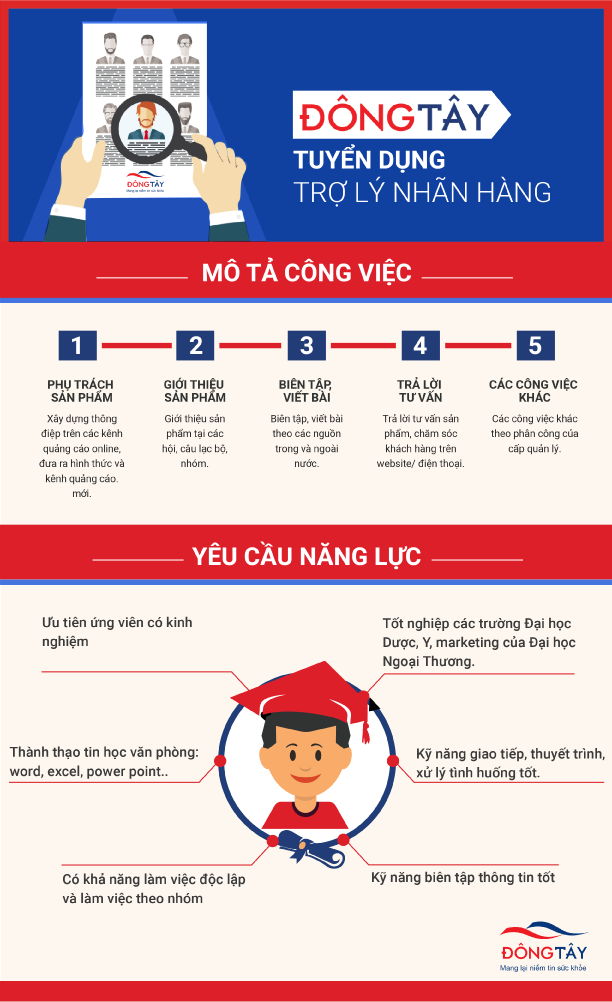 ĐÔNGTÂY
Mang lại niềm tin sức khỏe
ĐÔNGTÂY
TUYỂN DỤNG
TRỢ LÝ NHÃN HÀNG
MÔ TẢ CÔNG VIỆC
1
PHỤ TRÁCH
SẢN PHẨM
Xây dựng thông
điệp trên các kênh
quảng cáo online,
đưa ra hình thức và
kênh quảng cáo.
mới.
2
GIỚI THIỆU
SẢN PHẨM
Giới thiệu sản
phẩm tại các
hội, câu lạc bộ,
nhóm.
3
BIÊN TẬP,
VIẾT BÀI
Biên tập, viết bài
theo các nguồn
trong và ngoài
nước.
4
TRẢ LỜI
TƯ VẤN
Trả lời tư vấn sản
phẩm, chăm sóc
khách hàng trên
website/ điện thoại.
5
CÁC CÔNG VIỆC
KHÁC
Các công việc khác
theo phân công của
cấp quản lý.
YÊU CẦU NĂNG LỰC
Ưu tiên ứng viên có kinh
nghiệm
Tốt nghiệp các trường Đại học
Dược, Y, marketing của Đại học
Ngoại Thương.
Thành thạo tin học văn phòng:
word, excel, power point..
Kỹ năng giao tiếp, thuyết trình,
xử lý tình huống tốt.
Có khả năng làm việc độc lập
và làm việc theo nhóm
Kỹ năng biên tập thông tin tốt
ĐÔNGTÂY
Mang lại niềm tin sức khỏe